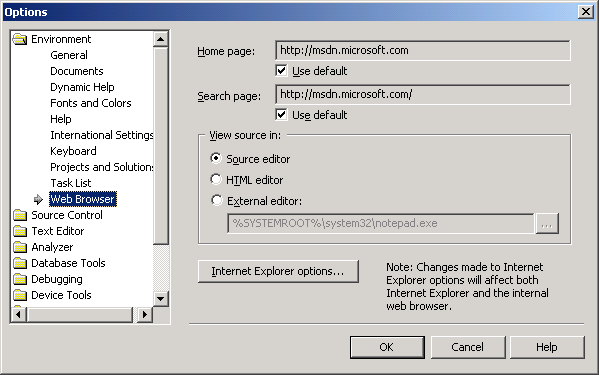 Options
Environment
General
Documents
Dynamic Help
Fonts and Colors
Help
International Settings
Keyboard
Projects and Solutions
Task List
Web Browser
Source Control
Text Editor
Analyzer
Database Tools
Debugging
Device Tools
Home page:
http://msdn.microsoft.com
Use default
Search page:
http://msdn.microsoft.com/
Use default
View source in:
Source editor
HTML editor
External editor:
%SYSTEMROOT%\system32\notepad.exe
...
Internet Explorer options...
Note: Changes made to Internet
Explorer options will affect both
Internet Explorer and the internal
web browser.
OK
Cancel
Help